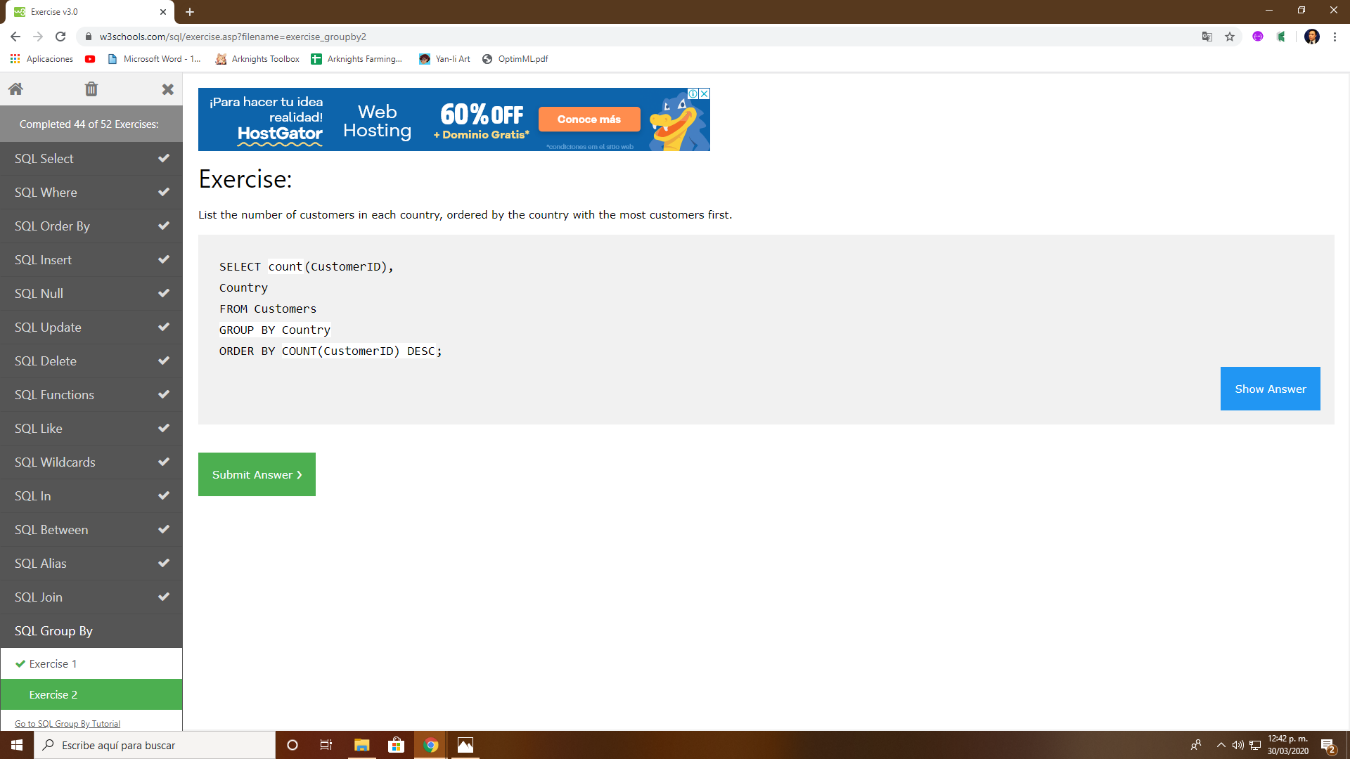 Exercise v3.0
w3schools.com/sql/exercise.asp?filename=exercise_groupby2
Aplicaciones
Microsoft Word - 1...
Arknights Toolbox
Arknights Farming...
Yan-li Art
OptimML.pdf
Completed 44 of 52 Exercises:
SQL Select
SQL Where
SQL Order By
SQL Insert
SQL Null
SQL Update
SQL Delete
SQL Functions
SQL Like
SQL Wildcards
SQL In
SQL Between
SQL Alias
SQL Join
SQL Group By
Exercise 1
Exercise 2
Go to SQL Group By Tutorial
¡Para hacer tu idea
realidad!
HostGator
Web
Hosting
60% OFF
+ Dominio Gratis*
Conoce más
*condiciones en el sitio web
Exercise:
List the number of customers in each country, ordered by the country with the most customers first.
SELECT count(CustomerID),
Country
FROM Customers
GROUP BY Country
ORDER BY COUNT(CustomerID) DESC;
Show Answer
Submit Answer ❯
Escribe aquí para buscar
12:42 p. m.
30/03/2020
2